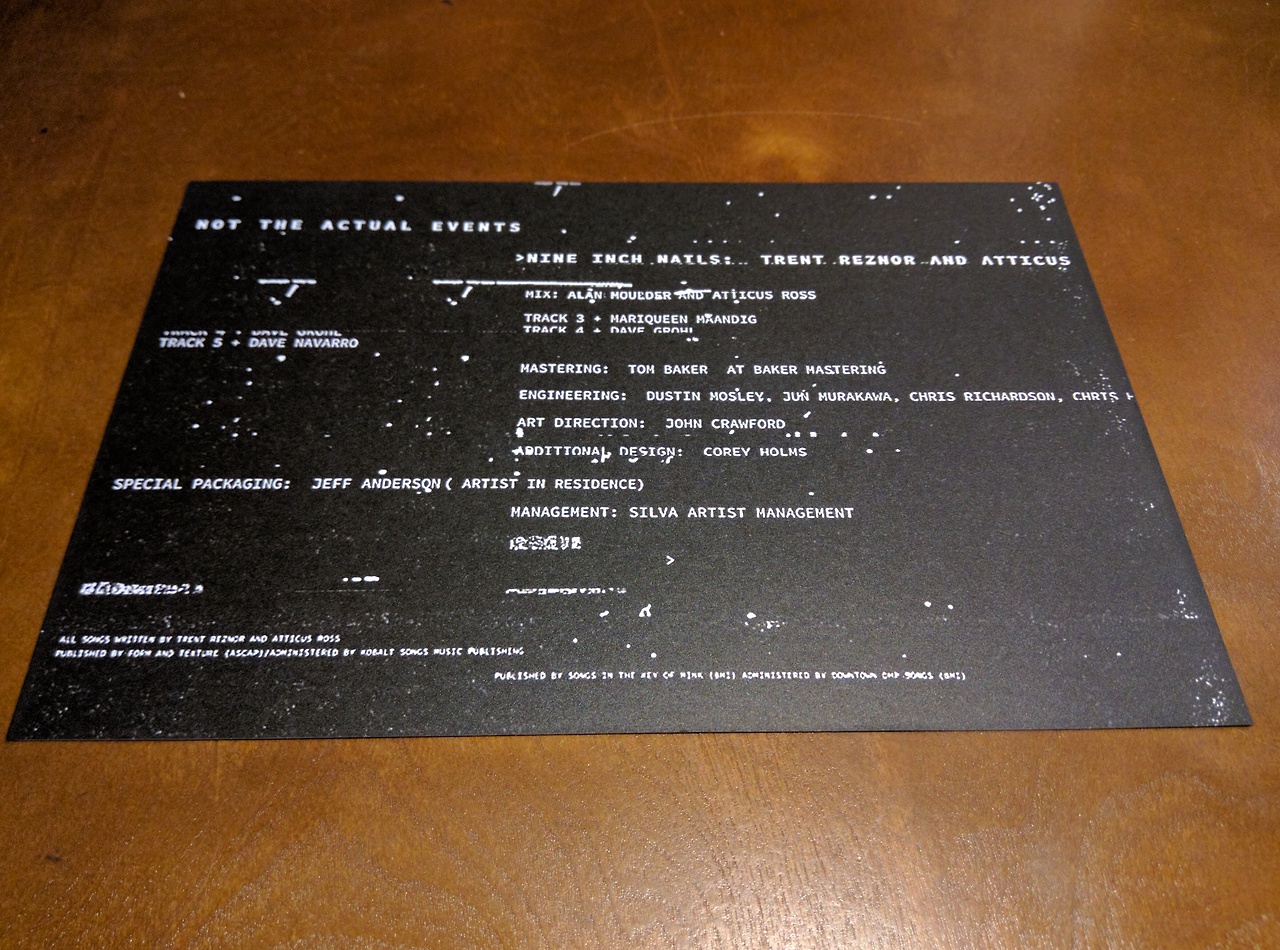 NOT THE ACTUAL EVENTS
>NINE INCH NAILS: TRENT REZNOR AND ATTICUS
MIX: ALAN MOULDER AND ATTICUS ROSS
TRACK 3 + MARIQUEEN MAANDIG
TRACK 4 + DAVE GROHL
TRACK 4 + DAVE GROHL
TRACK 5 + DAVE NAVARRO
MASTERING: TOM BAKER AT BAKER MASTERING
ENGINEERING: DUSTIN MOSLEY, JUN MURAKAWA, CHRIS RICHARDSON, CHRIS
ART DIRECTION: JOHN CRAWFORD
ADDITIONAL DESIGN: COREY HOLMS
SPECIAL PACKAGING: JEFF ANDERSON ( ARTIST IN RESIDENCE)
MANAGEMENT: SILVA ARTIST MANAGEMENT
>
ALL SONGS WRITTEN BY TRENT REZNOR AND ATTICUS ROSS
PUBLISHED BY FORM AND TEXTURE (ASCAP)/ADMINISTERED BY KOBALT SONGS MUSIC PUBLISHING
PUBLISHED BY SONGS IN THE KEY OF MINK (BMI) ADMINISTERED BY DOWNTOWN DMP SONGS (BMI)